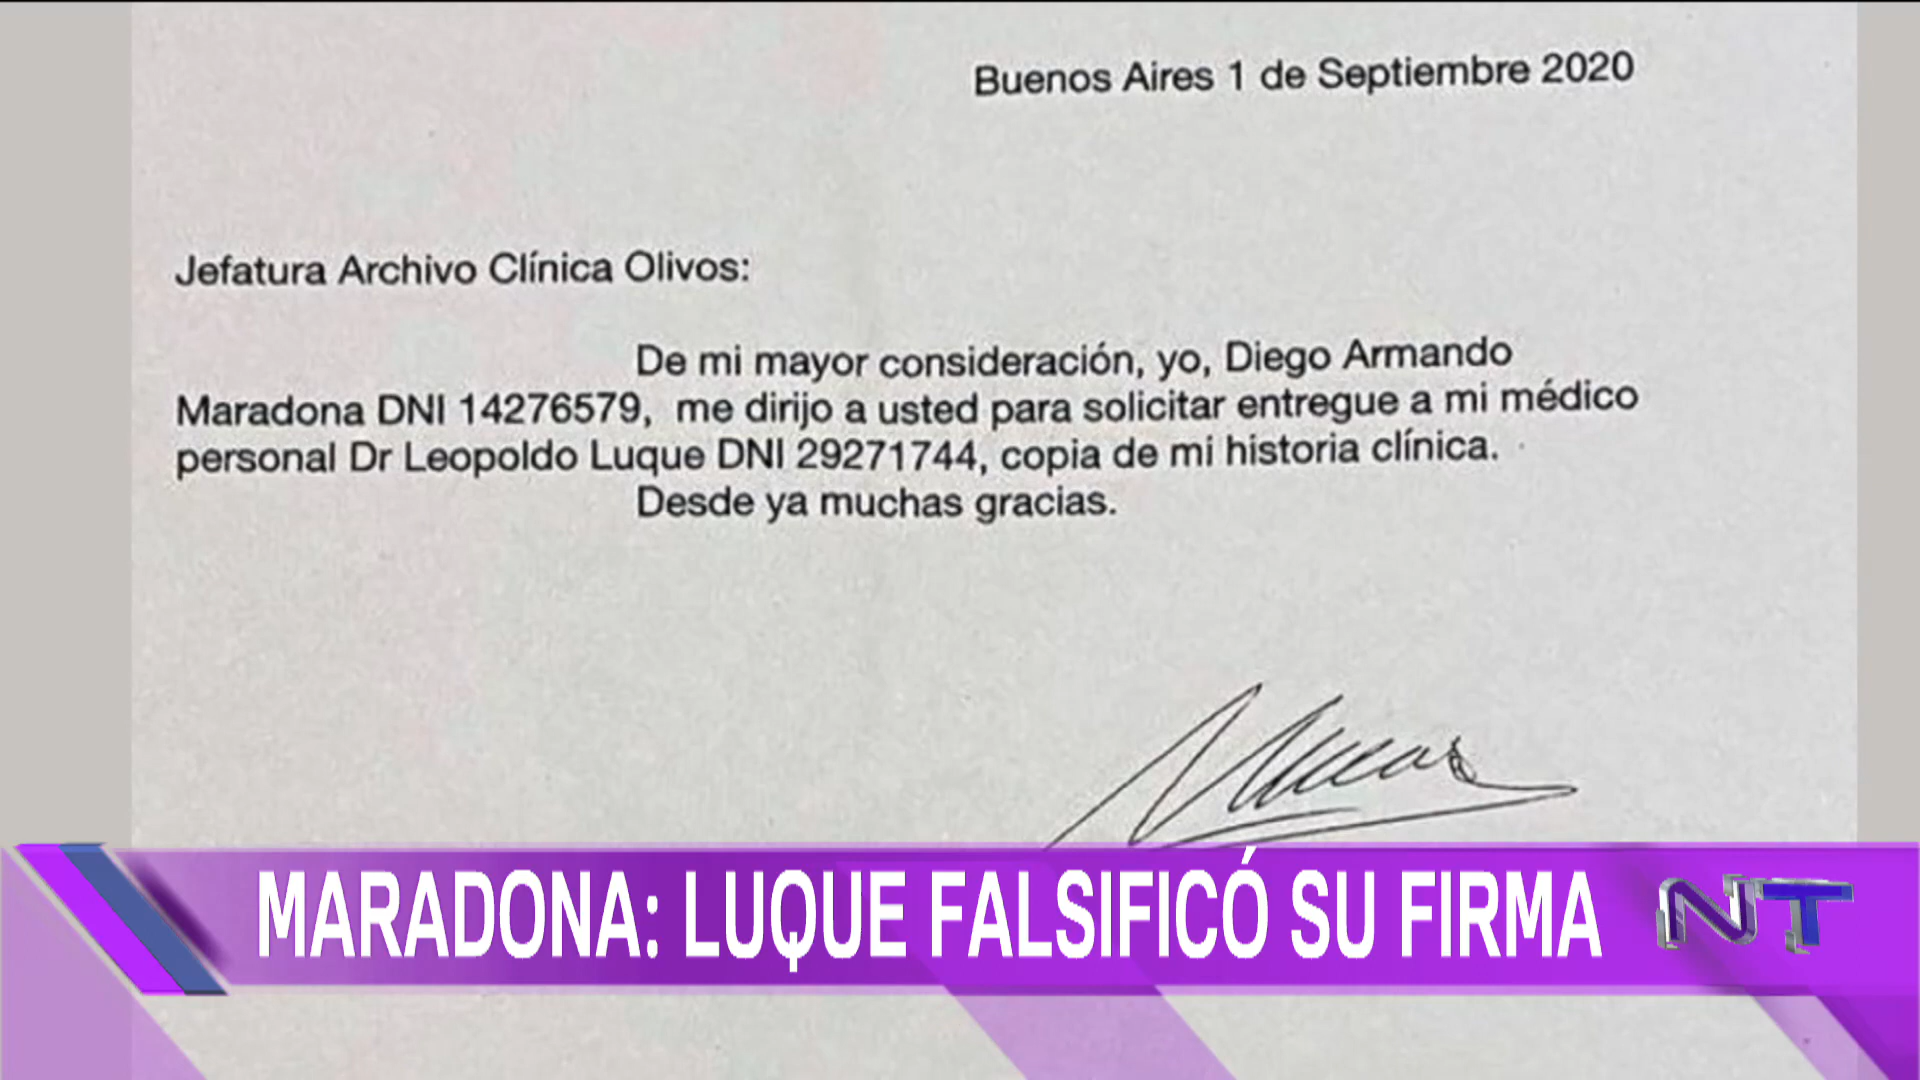 Buenos Aires 1 de Septiembre 2020
Jefatura Archivo Clínica Olivos:
De mi mayor consideración, yo, Diego Armando
Maradona DNI 14276579, me dirijo a usted para solicitar entregue a mi médico
personal Dr Leopoldo Luque DNI 29271744, copia de mi historia clínica.
Desde ya muchas gracias.
MARADONA: LUQUE FALSIFICÓ SU FIRMA
NT